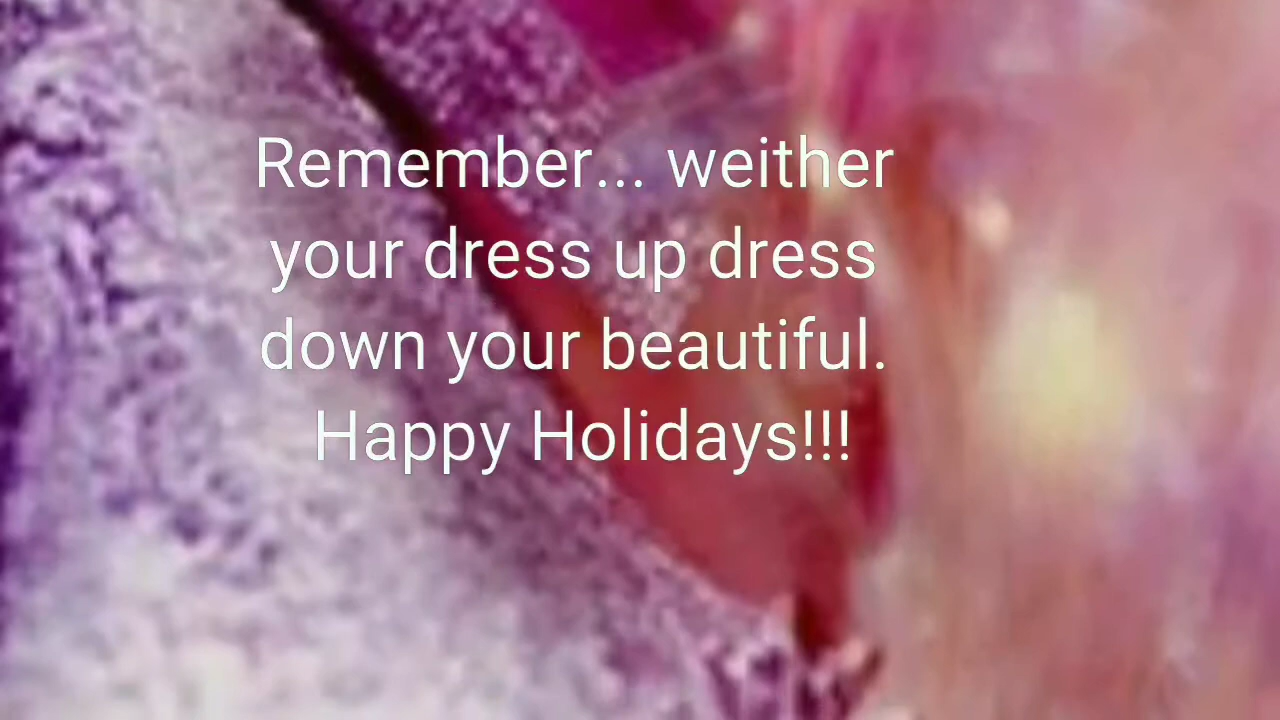 Remember... weither
your dress up dress
down your beautiful.
Happy Holidays!!!